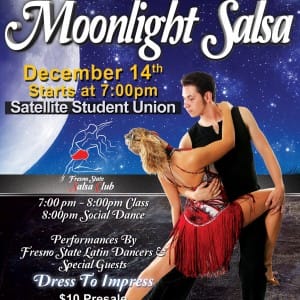 Moonlight Salsa
December 14th
Starts at 7:00pm
Satellite Student Union
Fresno State
Salsa Club
7:00 pm - 8:00pm Class
8:00pm Social Dance
Performances By
Fresno State Latin Dancers &
Special Guests
Dress To Impress
$10 Presale